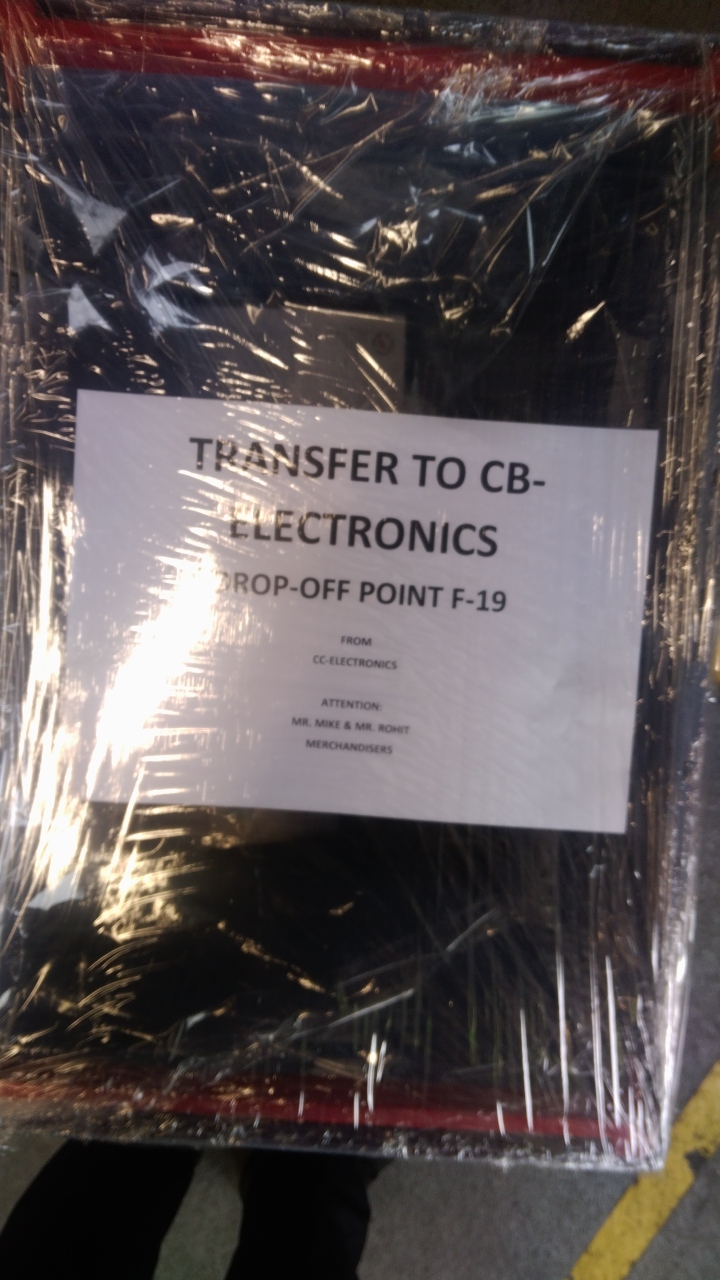 TRANSFER TO CB-
ELECTRONICS
DROP-OFF POINT F-19
FROM
CC-ELECTRONICS
ATTENTION:
MR. MIKE & MR. ROHIT
MERCHANDISERS